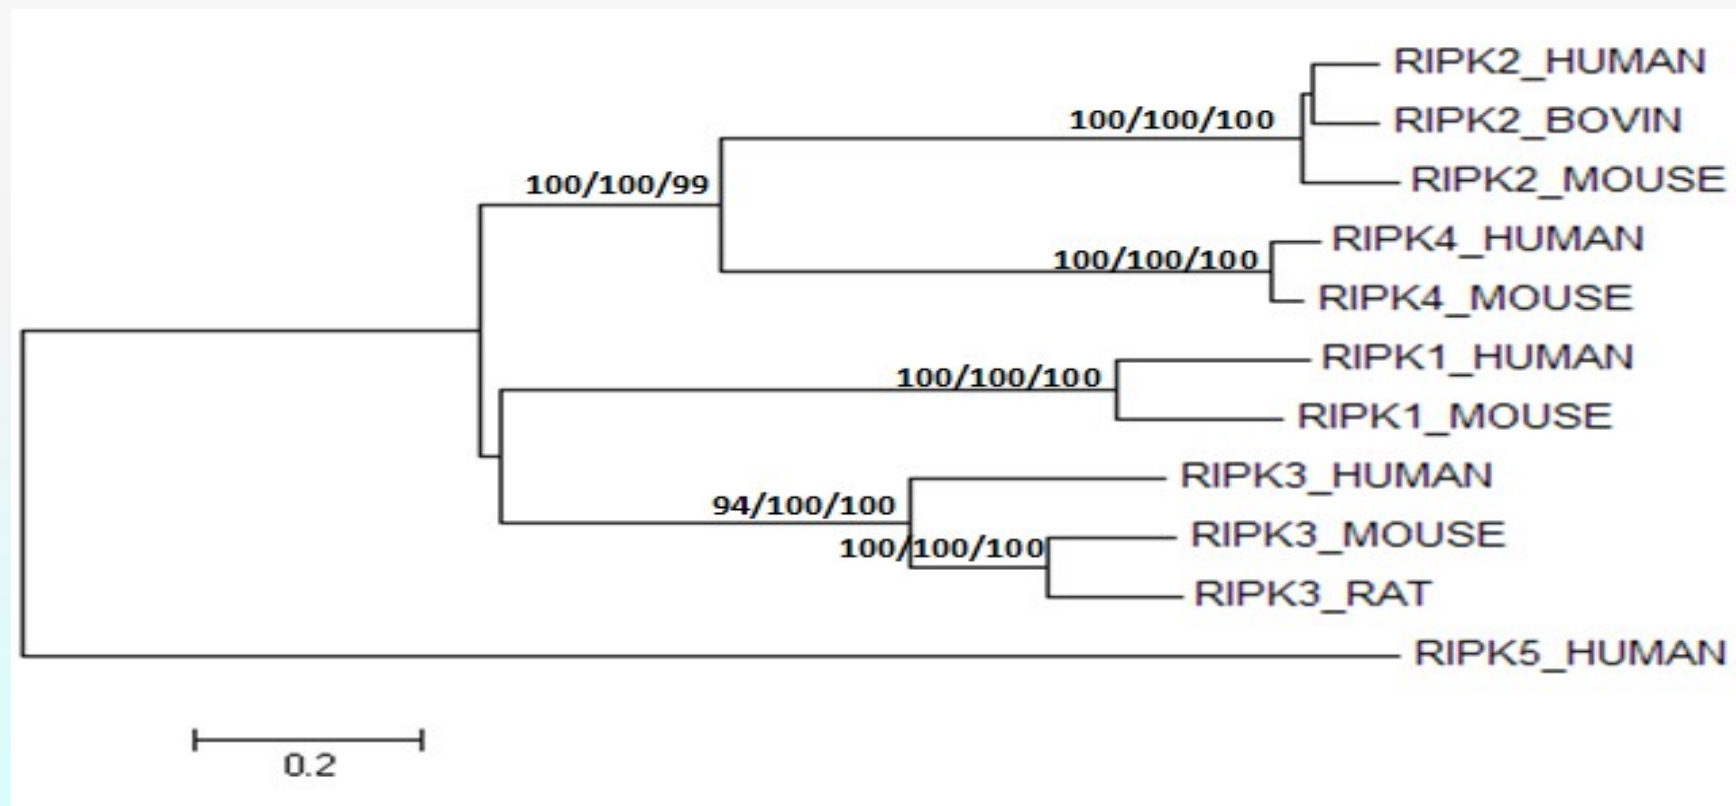 RIPK2_HUMAN
100/100/100
RIPK2_BOVIN
100/100/99
RIPK2_MOUSE
RIPK4_HUMAN
100/100/100
RIPK4_MOUSE
RIPK1_HUMAN
100/100/100
RIPK1_MOUSE
RIPK3_HUMAN
94/100/100
RIPK3_MOUSE
100/100/100
RIPK3_RAT
RIPK5_HUMAN
0.2